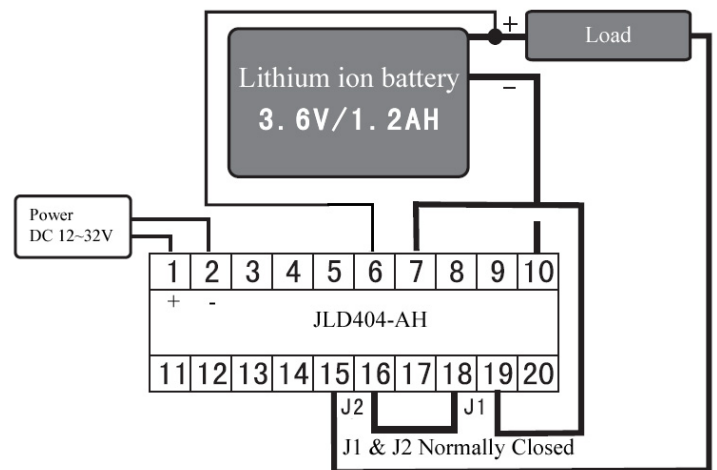 +
Load
Lithium ion battery
3.6V/1.2AH
−
Power
DC 12~32V
1 2 3 4 5 6 7 8 9 10
+ -
JLD404-AH
11 12 13 14 15 16 17 18 19 20
J2 J1
J1 & J2 Normally Closed